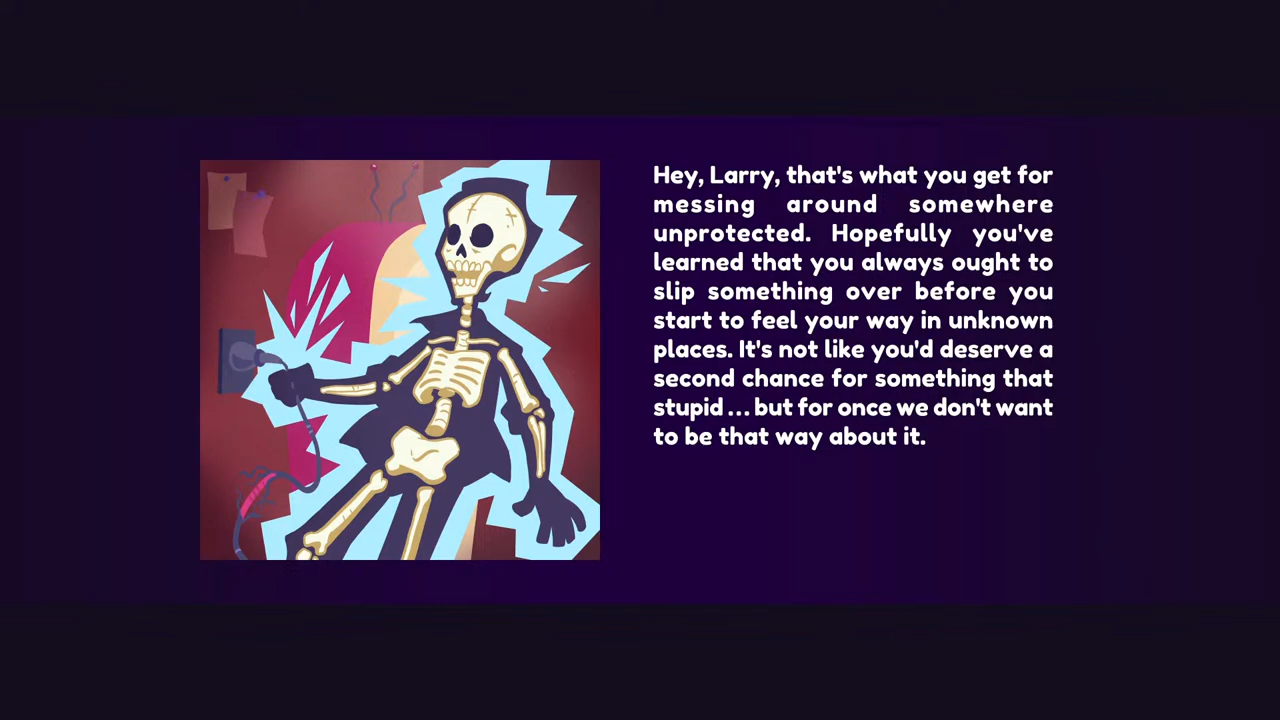 Hey, Larry, that's what you get for
messing around somewhere
unprotected. Hopefully you've
learned that you always ought to
slip something over before you
start to feel your way in unknown
places. It's not like you'd deserve a
second chance for something that
stupid ... but for once we don't want
to be that way about it.